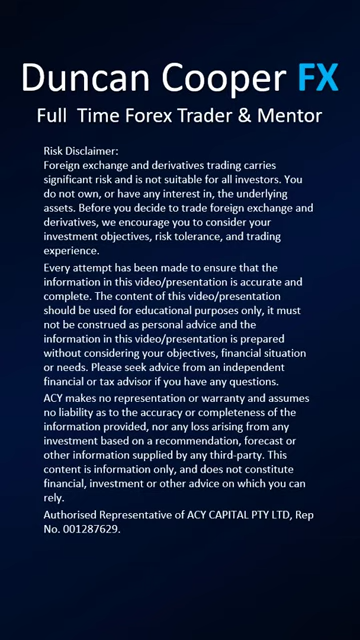 Duncan Cooper FX
Full Time Forex Trader & Mentor
Risk Disclaimer:
Foreign exchange and derivatives trading carries
significant risk and is not suitable for all investors. You
do not own, or have any interest in, the underlying
assets. Before you decide to trade foreign exchange and
derivatives, we encourage you to consider your
investment objectives, risk tolerance, and trading
experience.
Every attempt has been made to ensure that the
information in this video/presentation is accurate and
complete. The content of this video/presentation
should be used for educational purposes only, it must
not be construed as personal advice and the
information in this video/presentation is prepared
without considering your objectives, financial situation
or needs. Please seek advice from an independent
financial or tax advisor if you have any questions.
ACY makes no representation or warranty and assumes
no liability as to the accuracy or completeness of the
information provided, nor any loss arising from any
investment based on a recommendation, forecast or
other information supplied by any third-party. This
content is information only, and does not constitute
financial, investment or other advice on which you can
rely.
Authorised Representative of ACY CAPITAL PTY LTD, Rep
No. 001287629.